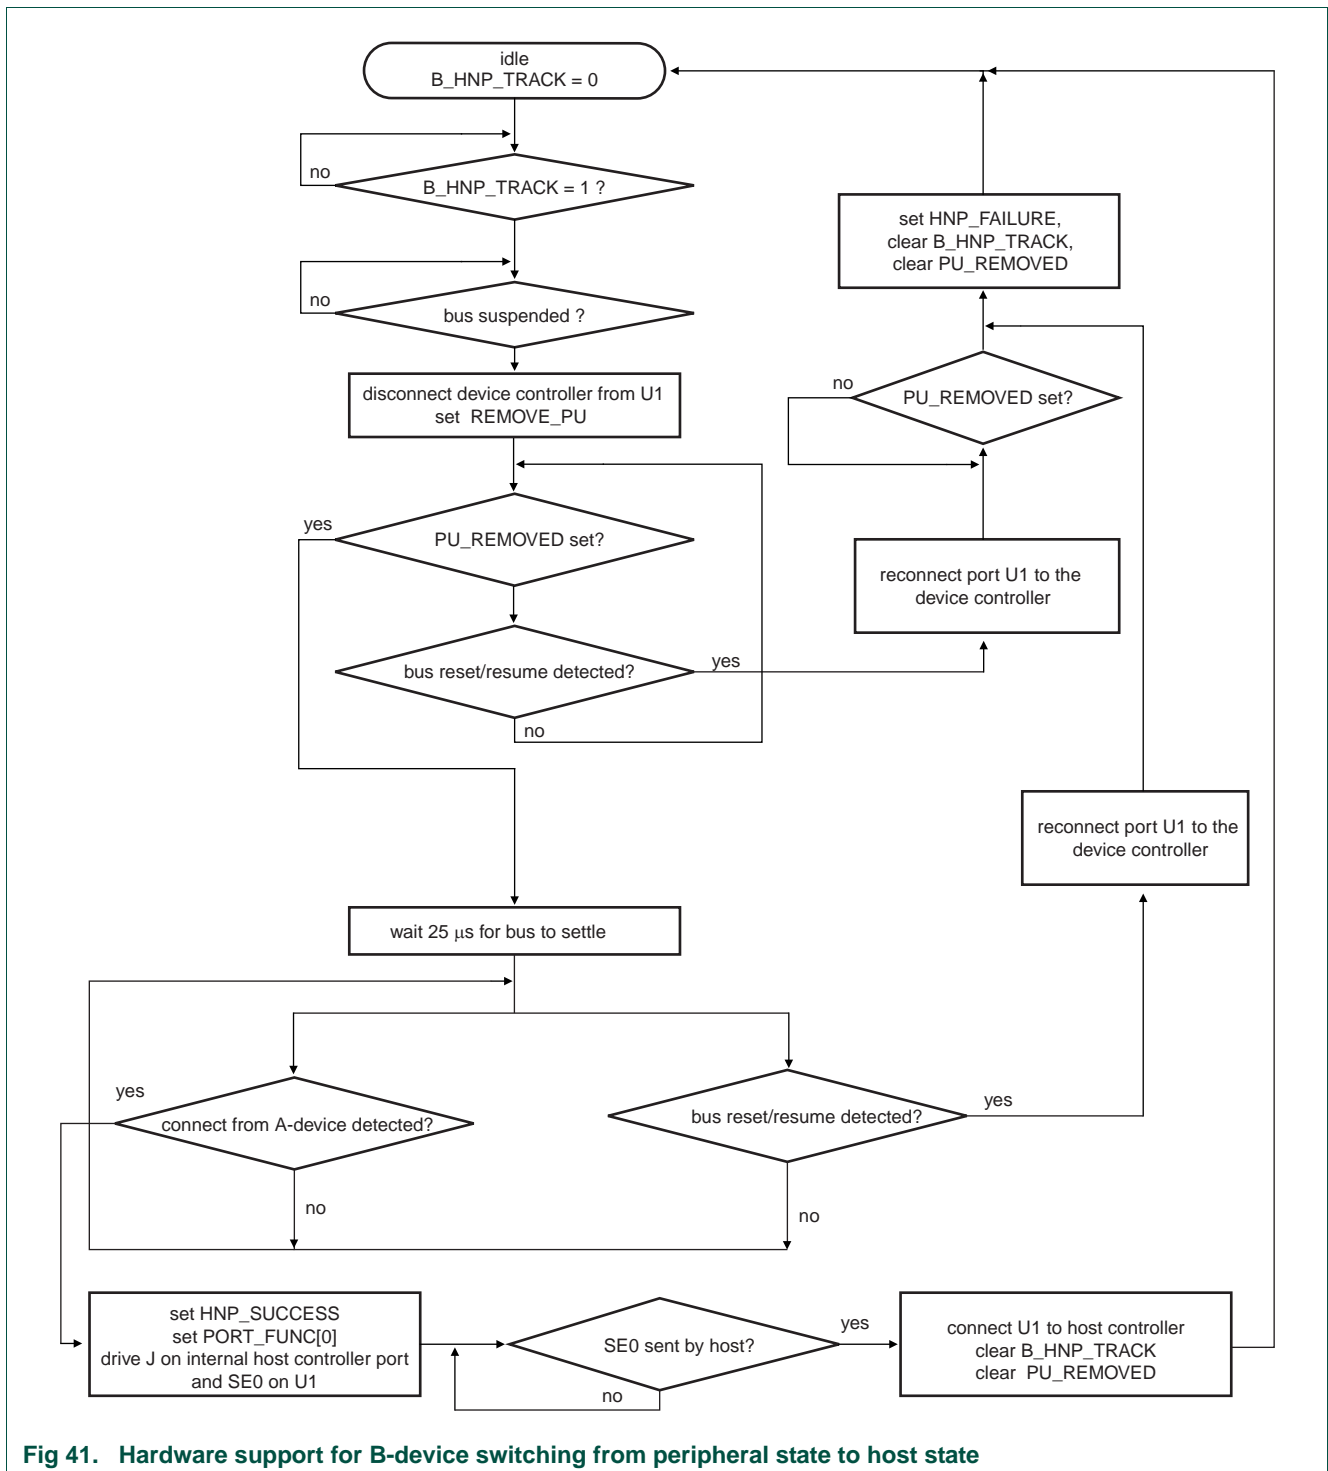 idle
B_HNP_TRACK = 0
no
B_HNP_TRACK = 1 ?
no
bus suspended ?
disconnect device controller from U1
set REMOVE_PU
yes
PU_REMOVED set?
bus reset/resume detected?
yes
no
set HNP_FAILURE,
clear B_HNP_TRACK,
clear PU_REMOVED
no
PU_REMOVED set?
reconnect port U1 to the
device controller
reconnect port U1 to the
device controller
wait 25 μs for bus to settle
yes
connect from A-device detected?
no
bus reset/resume detected?
yes
no
set HNP_SUCCESS
set PORT_FUNC[0]
drive J on internal host controller port
and SE0 on U1
SE0 sent by host?
yes
no
connect U1 to host controller
clear B_HNP_TRACK
clear PU_REMOVED
Fig 41. Hardware support for B-device switching from peripheral state to host state